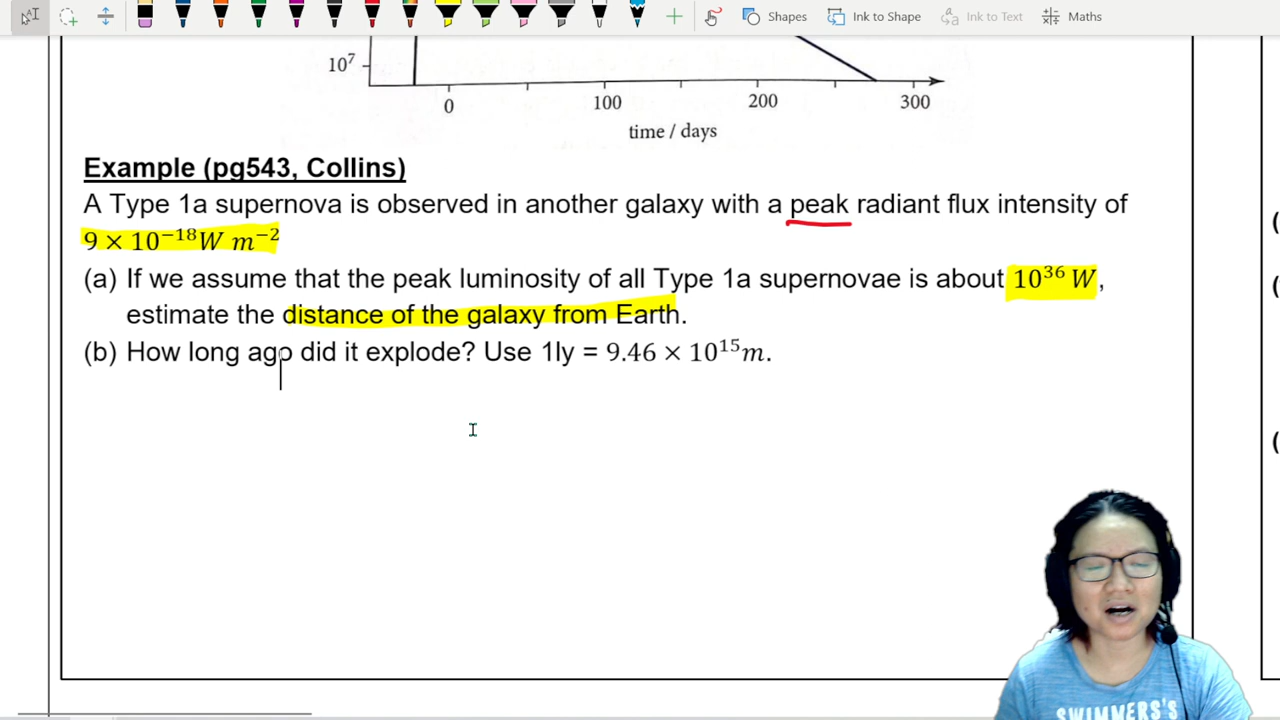 Shapes Ink to Shape Ink to Text Maths
10⁷
0 100 200 300
time / days
Example (pg543, Collins)
A Type 1a supernova is observed in another galaxy with a peak radiant flux intensity of
9 × 10⁻¹⁸W m⁻²
(a) If we assume that the peak luminosity of all Type 1a supernovae is about 10³⁶ W,
estimate the distance of the galaxy from Earth.
(b) How long ago did it explode? Use 1ly = 9.46 × 10¹⁵m.
SWIMMERS'S